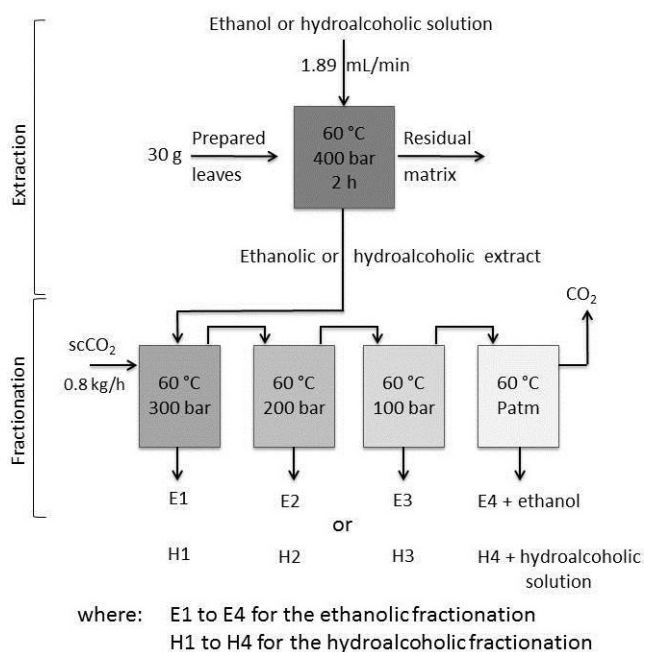 Ethanol or hydroalcoholic solution
1.89 mL/min
Extraction
30 g
Prepared
leaves
60 °C
400 bar
2 h
Residual
matrix
Ethanolic or hydroalcoholic extract
CO2
Fractionation
scCO2
0.8 kg/h
60 °C
300 bar
60 °C
200 bar
60 °C
100 bar
60 °C
Patm
E1 E2 E3 E4 + ethanol
or
H1 H2 H3 H4 + hydroalcoholic
solution
where: E1 to E4 for the ethanolic fractionation
H1 to H4 for the hydroalcoholic fractionation